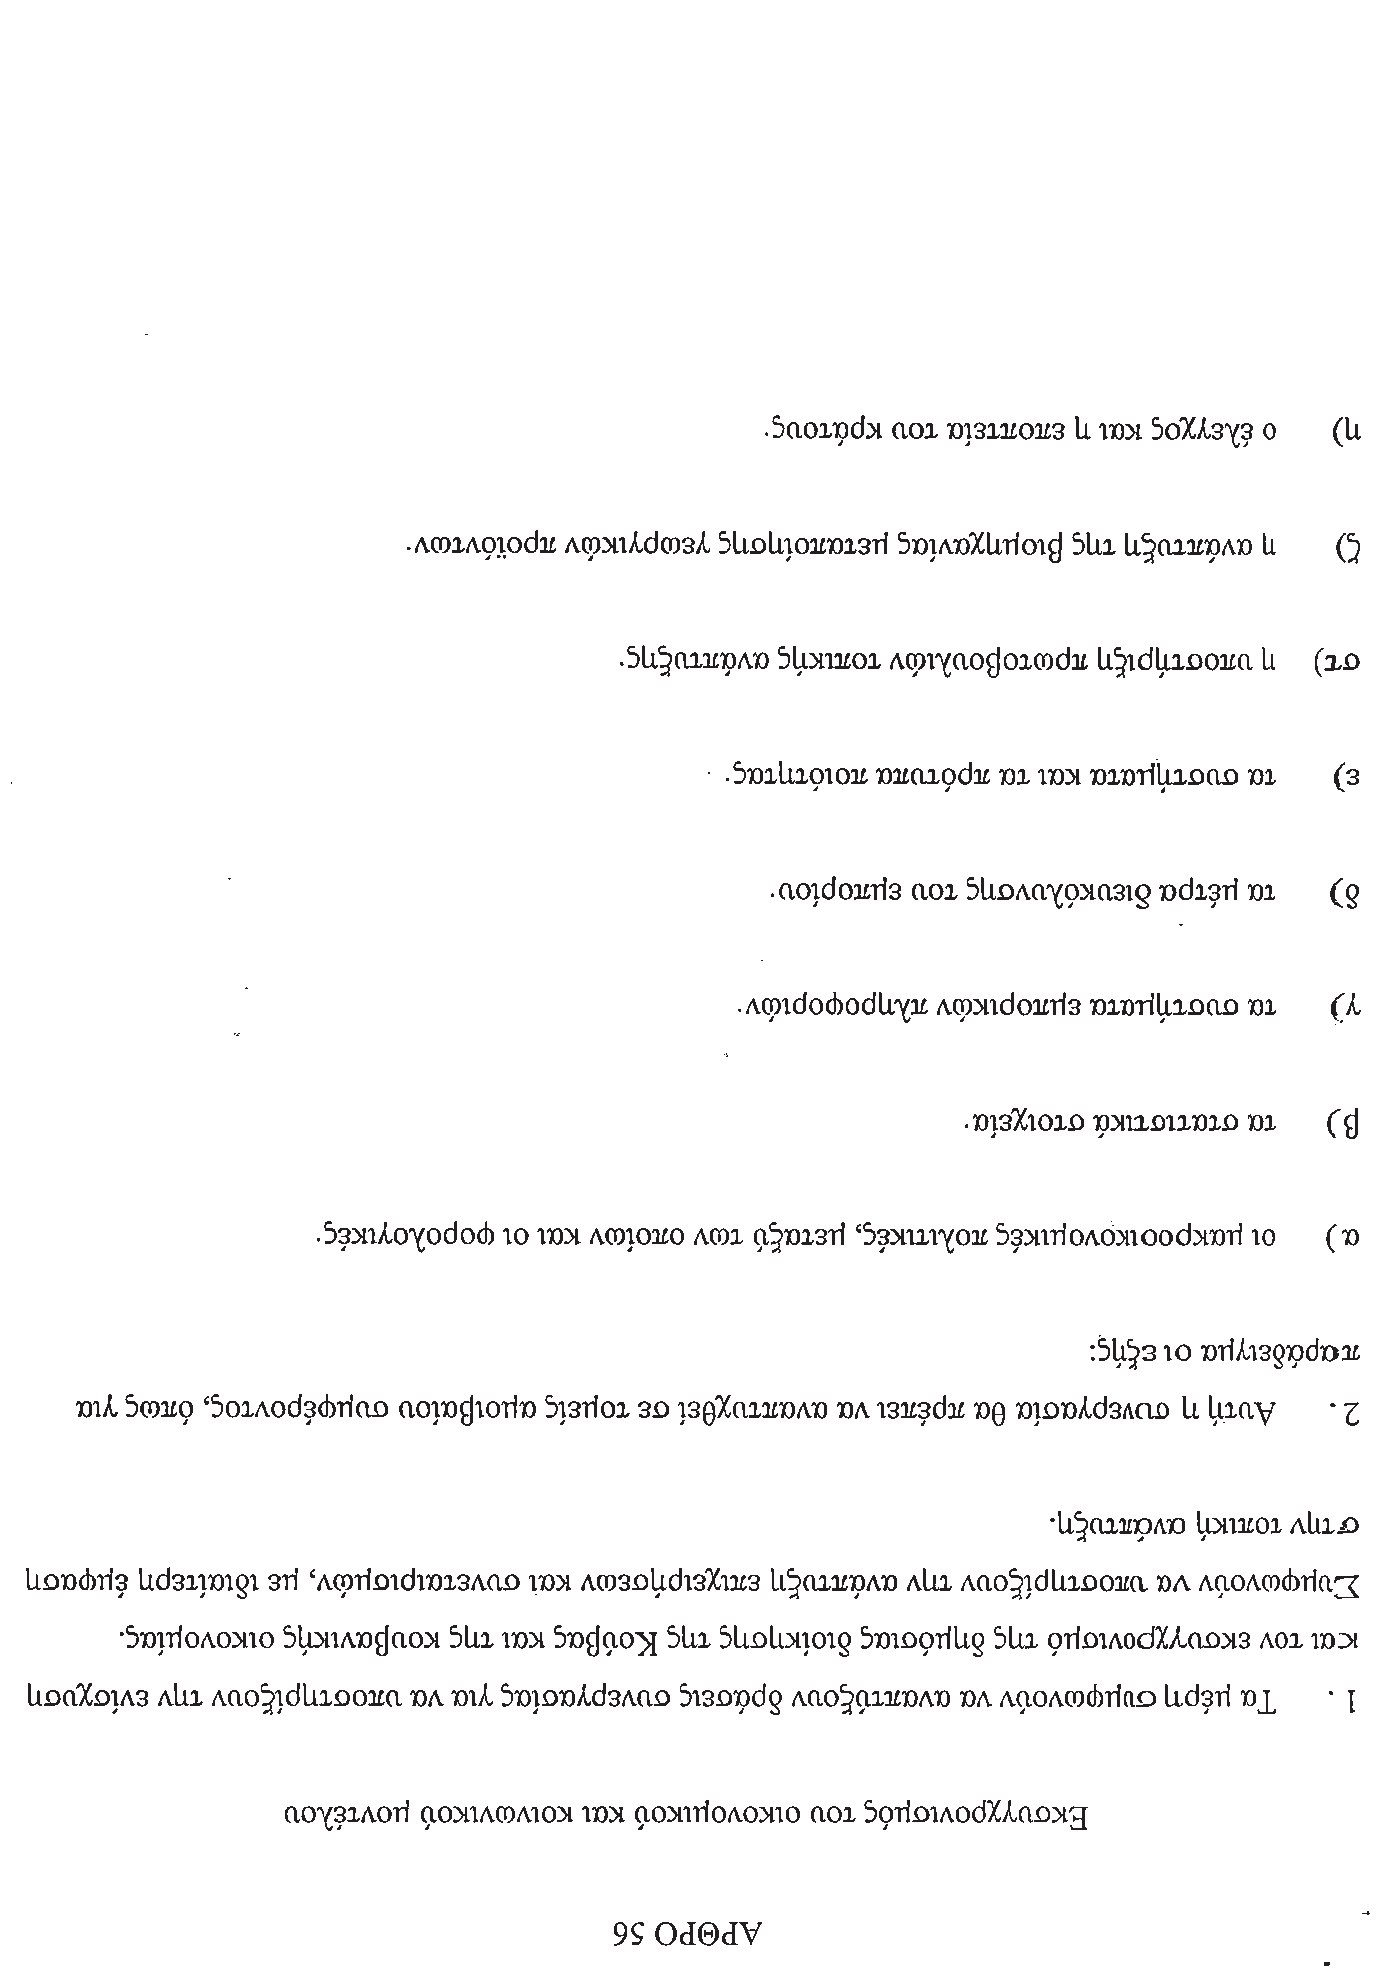 ΑΡΘΡΟ 56
Εκσυγχρονισμός του οικονομικού και κοινωνικού μοντέλου
1. Τα μέρη συμφωνούν να αναπτύξουν δράσεις συνεργασίας για να υποστηρίξουν την ενίσχυση
και τον εκσυγχρονισμό της δημόσιας διοίκησης της Κούβας και της κουβανικής οικονομίας.
Συμφωνούν να υποστηρίξουν την ανάπτυξη επιχειρήσεων και συνεταιρισμών, με ιδιαίτερη έμφαση
στην τοπική ανάπτυξη.
2. Αυτή η συνεργασία θα πρέπει να αναπτυχθεί σε τομείς αμοιβαίου συμφέροντος, όπως για
παράδειγμα οι εξής:
α) οι μακροοικονομικές πολιτικές, μεταξύ των οποίων και οι φορολογικές·
β) τα στατιστικά στοιχεία·
γ) τα συστήματα εμπορικών πληροφοριών·
δ) τα μέτρα διευκόλυνσης του εμπορίου·
ε) τα συστήματα και τα πρότυπα ποιότητας·
στ) η υποστήριξη πρωτοβουλιών τοπικής ανάπτυξης·
ζ) η ανάπτυξη της βιομηχανίας μεταποίησης γεωργικών προϊόντων·
η) ο έλεγχος και η εποπτεία του κράτους.